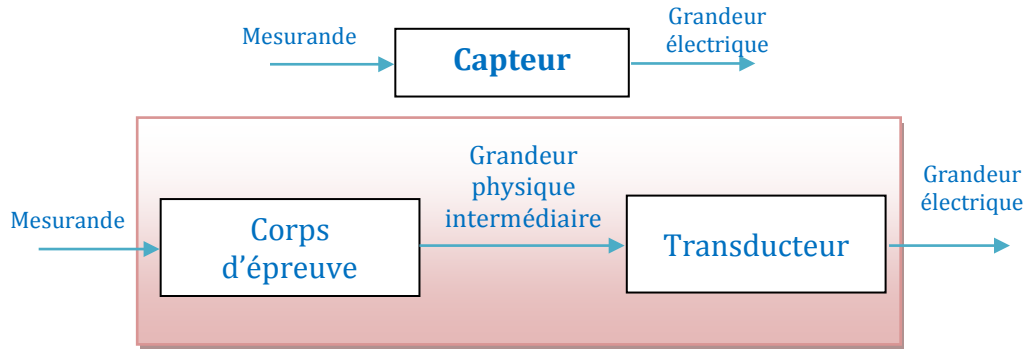 Mesurande
Capteur
Grandeur
électrique
Mesurande
Corps
d’épreuve
Grandeur
physique
intermédiaire
Transducteur
Grandeur
électrique